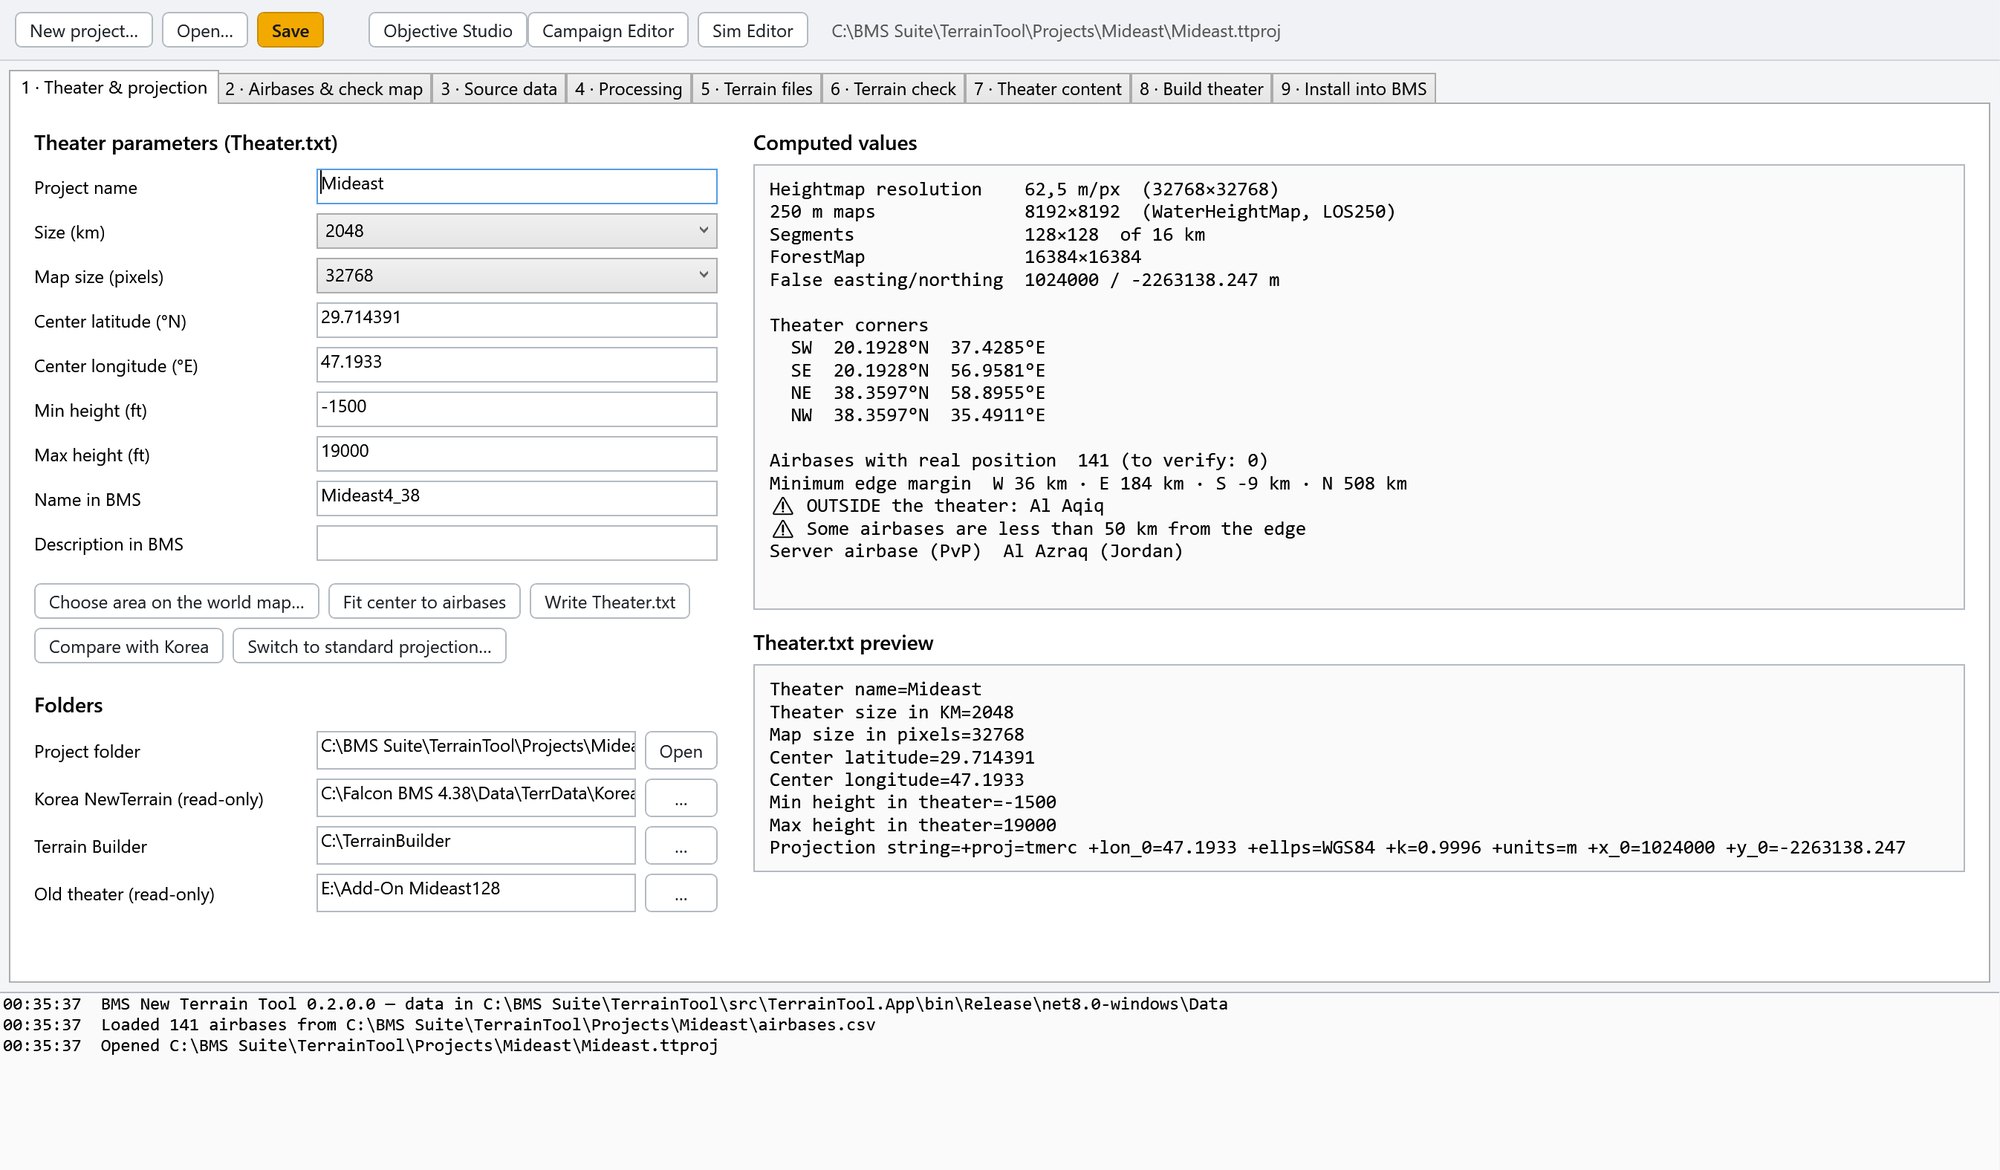 New project... Open... Save Objective Studio Campaign Editor Sim Editor C:\BMS Suite\TerrainTool\Projects\Mideast\Mideast.ttproj
1 · Theater & projection 2 · Airbases & check map 3 · Source data 4 · Processing 5 · Terrain files 6 · Terrain check 7 · Theater content 8 · Build theater 9 · Install into BMS
Theater parameters (Theater.txt)
Project name Mideast
Size (km) 2048
Map size (pixels) 32768
Center latitude (°N) 29.714391
Center longitude (°E) 47.1933
Min height (ft) -1500
Max height (ft) 19000
Name in BMS Mideast4_38
Description in BMS
Choose area on the world map... Fit center to airbases Write Theater.txt
Compare with Korea Switch to standard projection...
Folders
Project folder C:\BMS Suite\TerrainTool\Projects\Midea Open
Korea NewTerrain (read-only) C:\Falcon BMS 4.38\Data\TerrData\Korea ...
Terrain Builder C:\TerrainBuilder ...
Old theater (read-only) E:\Add-On Mideast128 ...
Computed values
Heightmap resolution 62,5 m/px (32768×32768)
250 m maps 8192×8192 (WaterHeightMap, LOS250)
Segments 128×128 of 16 km
ForestMap 16384×16384
False easting/northing 1024000 / -2263138.247 m
Theater corners
SW 20.1928°N 37.4285°E
SE 20.1928°N 56.9581°E
NE 38.3597°N 58.8955°E
NW 38.3597°N 35.4911°E
Airbases with real position 141 (to verify: 0)
Minimum edge margin W 36 km · E 184 km · S -9 km · N 508 km
⚠ OUTSIDE the theater: Al Aqiq
⚠ Some airbases are less than 50 km from the edge
Server airbase (PvP) Al Azraq (Jordan)
Theater.txt preview
Theater name=Mideast
Theater size in KM=2048
Map size in pixels=32768
Center latitude=29.714391
Center longitude=47.1933
Min height in theater=-1500
Max height in theater=19000
Projection string=+proj=tmerc +lon_0=47.1933 +ellps=WGS84 +k=0.9996 +units=m +x_0=1024000 +y_0=-2263138.247
00:35:37 BMS New Terrain Tool 0.2.0.0 — data in C:\BMS Suite\TerrainTool\src\TerrainTool.App\bin\Release\net8.0-windows\Data
00:35:37 Loaded 141 airbases from C:\BMS Suite\TerrainTool\Projects\Mideast\airbases.csv
00:35:37 Opened C:\BMS Suite\TerrainTool\Projects\Mideast\Mideast.ttproj